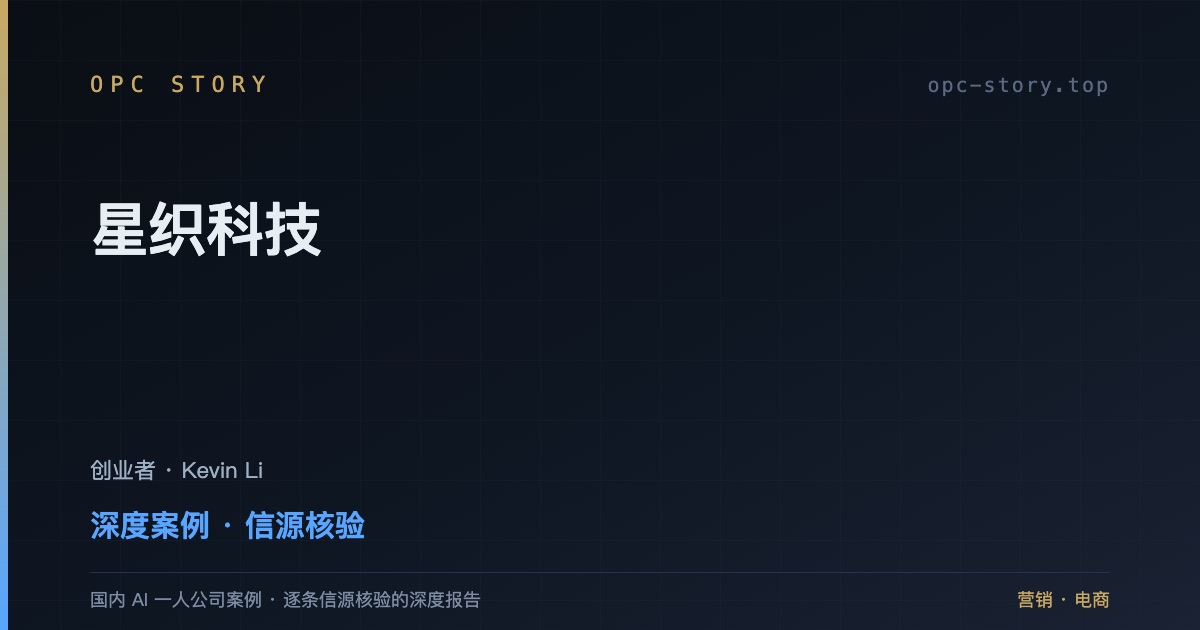 OPC STORY
opc-story.top
星织科技
创业者 · Kevin Li
深度案例 · 信源核验
国内 AI 一人公司案例 · 逐条信源核验的深度报告
营销 · 电商